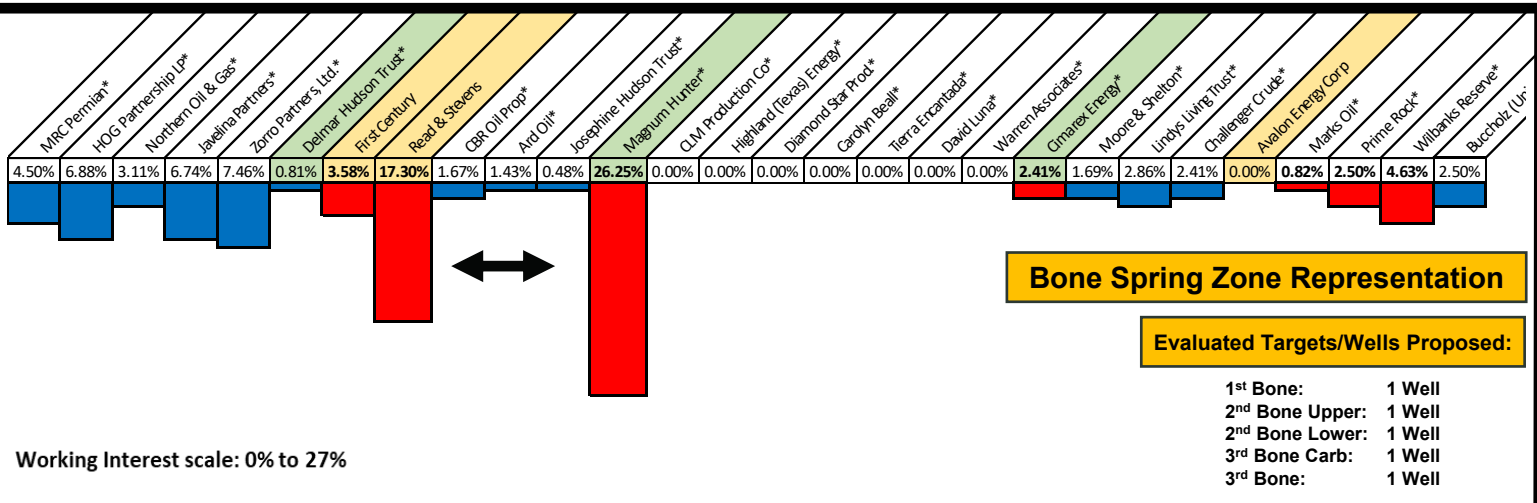 MRC Permian*
HOG Partnership LP*
Northern Oil & Gas*
Javelina Partners*
Zorro Partners, Ltd.*
Delmar Hudson Trust*
First Century
Read & Stevens
CBR Oil Prop*
Ard Oil*
Josephine Hudson Trust*
Magnum Hunter*
CLM Production Co*
Highland (Texas) Energy*
Diamond Star Prod.*
Carolyn Beall*
Tierra Encantada*
David Luna*
Warren Associates*
Cimarex Energy*
Moore & Shelton*
Lindys Living Trust*
Challenger Crude*
Avalon Energy Corp
Marks Oil*
Prime Rock*
Wilbanks Reserve*
Buccholz
4.50% 6.88% 3.11% 6.74% 7.46% 0.81% 3.58% 17.30% 1.67% 1.43% 0.48% 26.25% 0.00% 0.00% 0.00% 0.00% 0.00% 0.00% 0.00% 2.41% 1.69% 2.86% 2.41% 0.00% 0.82% 2.50% 4.63% 2.50%
Bone Spring Zone Representation
Evaluated Targets/Wells Proposed:
1st Bone: 1 Well
2nd Bone Upper: 1 Well
2nd Bone Lower: 1 Well
3rd Bone Carb: 1 Well
3rd Bone: 1 Well
Working Interest scale: 0% to 27%